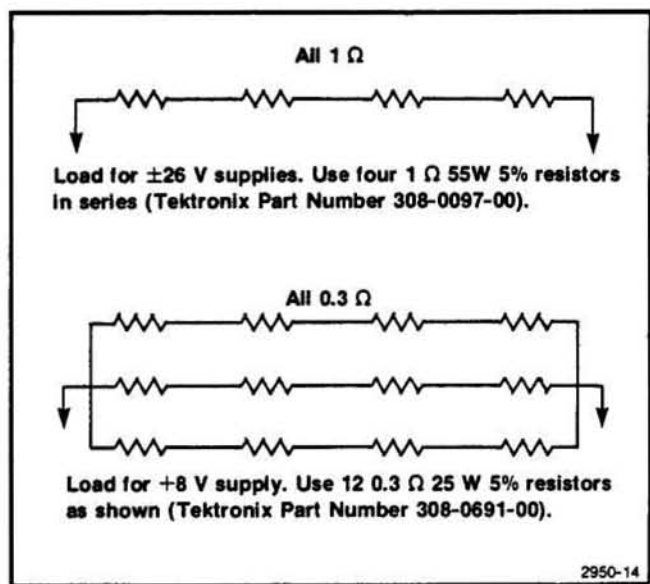 All 1 Ω
Load for ±26 V supplies. Use four 1 Ω 55W 5% resistors
in series (Tektronix Part Number 308-0097-00).
All 0.3 Ω
Load for +8 V supply. Use 12 0.3 Ω 25 W 5% resistors
as shown (Tektronix Part Number 308-0691-00).
2950-14